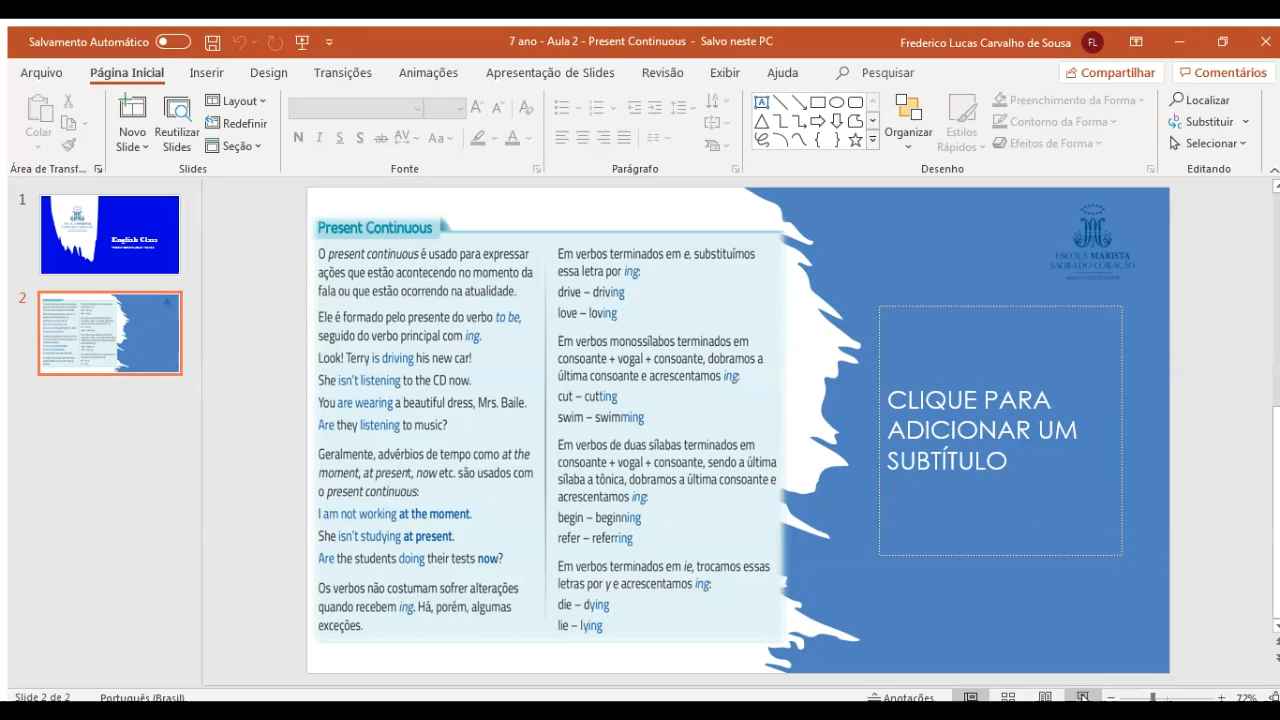 Salvamento Automático
7 ano - Aula 2 - Present Continuous - Salvo neste PC
Frederico Lucas Carvalho de Sousa
FL
Arquivo
Página Inicial
Inserir
Design
Transições
Animações
Apresentação de Slides
Revisão
Exibir
Ajuda
Pesquisar
Compartilhar
Comentários
Colar
Novo
Slide
Reutilizar
Slides
Layout
Redefinir
Seção
N I S S ab AV Aa A
Organizar
Estilos
Rápidos
Preenchimento da Forma
Contorno da Forma
Efeitos de Forma
Localizar
Substituir
Selecionar
Área de Transf...
Slides
Fonte
Parágrafo
Desenho
Editando
1
English Class
2
Present Continuous
O present continuous é usado para expressar
ações que estão acontecendo no momento da
fala ou que estão ocorrendo na atualidade.
Ele é formado pelo presente do verbo to be,
seguido do verbo principal com ing.
Look! Terry is driving his new car!
She isn't listening to the CD now.
You are wearing a beautiful dress, Mrs. Baile.
Are they listening to music?
Geralmente, advérbios de tempo como at the
moment, at present, now etc. são usados com
o present continuous:
I am not working at the moment.
She isn't studying at present.
Are the students doing their tests now?
Os verbos não costumam sofrer alterações
quando recebem ing. Há, porém, algumas
exceções.
Em verbos terminados em e, substituímos
essa letra por ing:
drive – driving
love – loving
Em verbos monossílabos terminados em
consoante + vogal + consoante, dobramos a
última consoante e acrescentamos ing:
cut – cutting
swim – swimming
Em verbos de duas sílabas terminados em
consoante + vogal + consoante, sendo a última
sílaba a tônica, dobramos a última consoante e
acrescentamos ing:
begin – beginning
refer – referring
Em verbos terminados em ie, trocamos essas
letras por y e acrescentamos ing:
die – dying
lie – lying
ESCOLA MARISTA
SAGRADO CORAÇÃO
CLIQUE PARA
ADICIONAR UM
SUBTÍTULO
Slide 2 de 2
Português (Brasil)
Anotações
72%